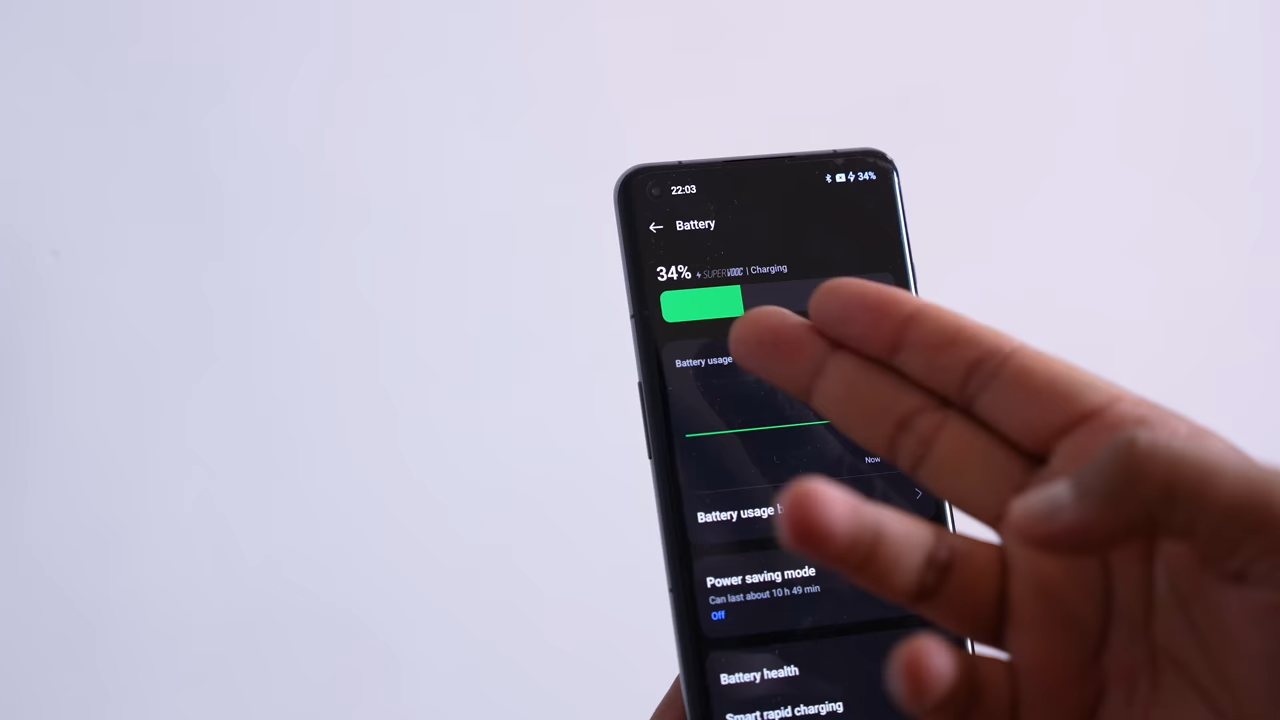 22:03 34%
Battery
34% SUPERVOOC | Charging
Battery usage
Now
Battery usage
Power saving mode
Can last about 10 h 49 min
Off
Battery health
Smart rapid charging